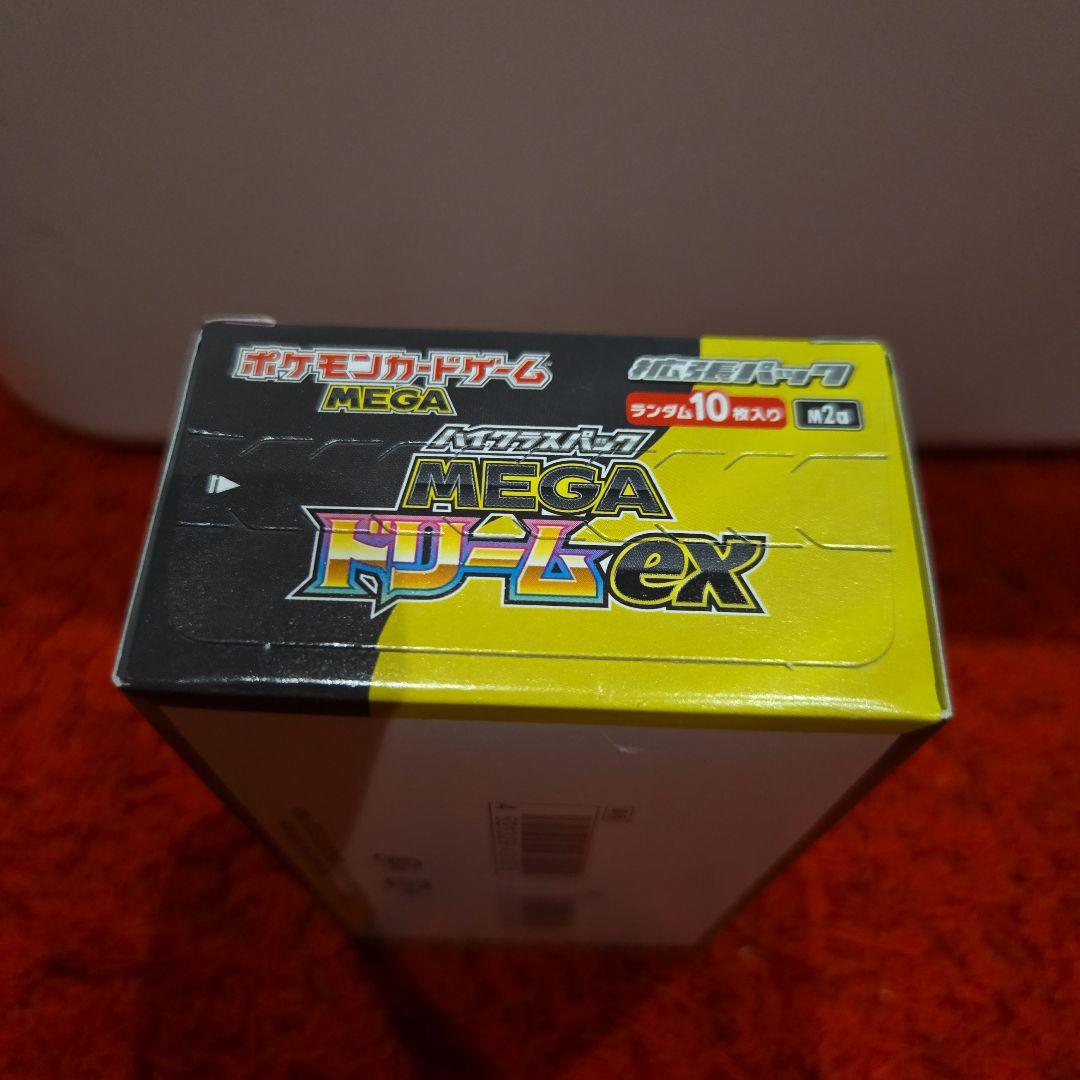 ポケモンカードゲーム
MEGA
拡張パック
ランダム10枚入り
M2a
ハイクラスパック
MEGA
ドリームex